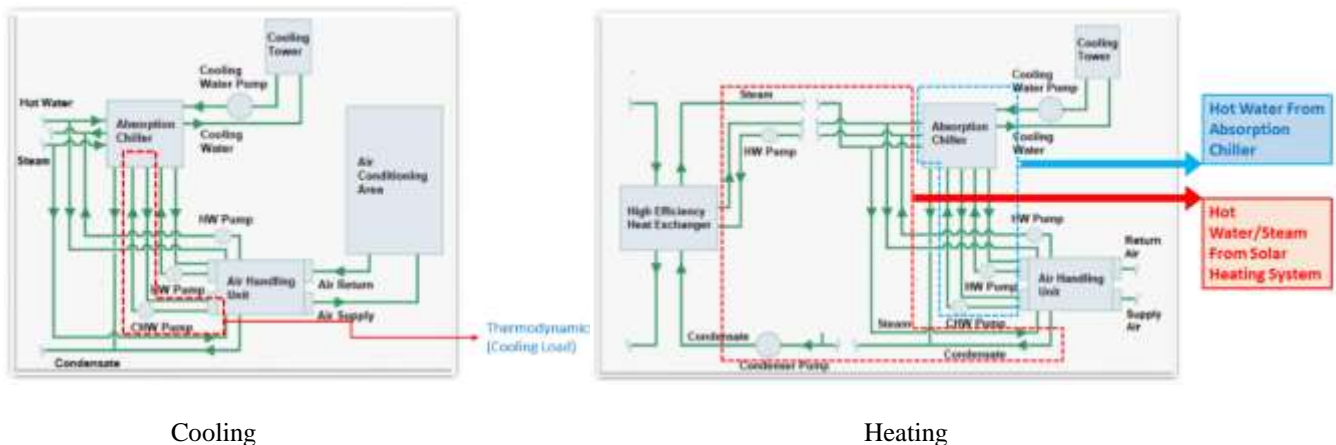 Cooling
Tower
Cooling
Water Pump
Hot Water
Absorption
Chiller
Cooling
Water
Steam
Air
Conditioning
Area
HW Pump
Air Handling
Unit
Air Return
HW Pump
Air Supply
CHW Pump
Condensate
Thermodynamic
(Cooling Load)
Cooling
Cooling
Tower
Cooling
Water Pump
Steam
Absorption
Chiller
Cooling
Water
HW Pump
Hot Water From
Absorption
Chiller
High Efficiency
Heat Exchanger
HW Pump
Return
Air
Hot
Water/Steam
From Solar
Heating System
Air Handling
Unit
HW Pump
Supply
Air
Steam
CHW Pump
Condensate
Condensate
Condenser Pump
Heating